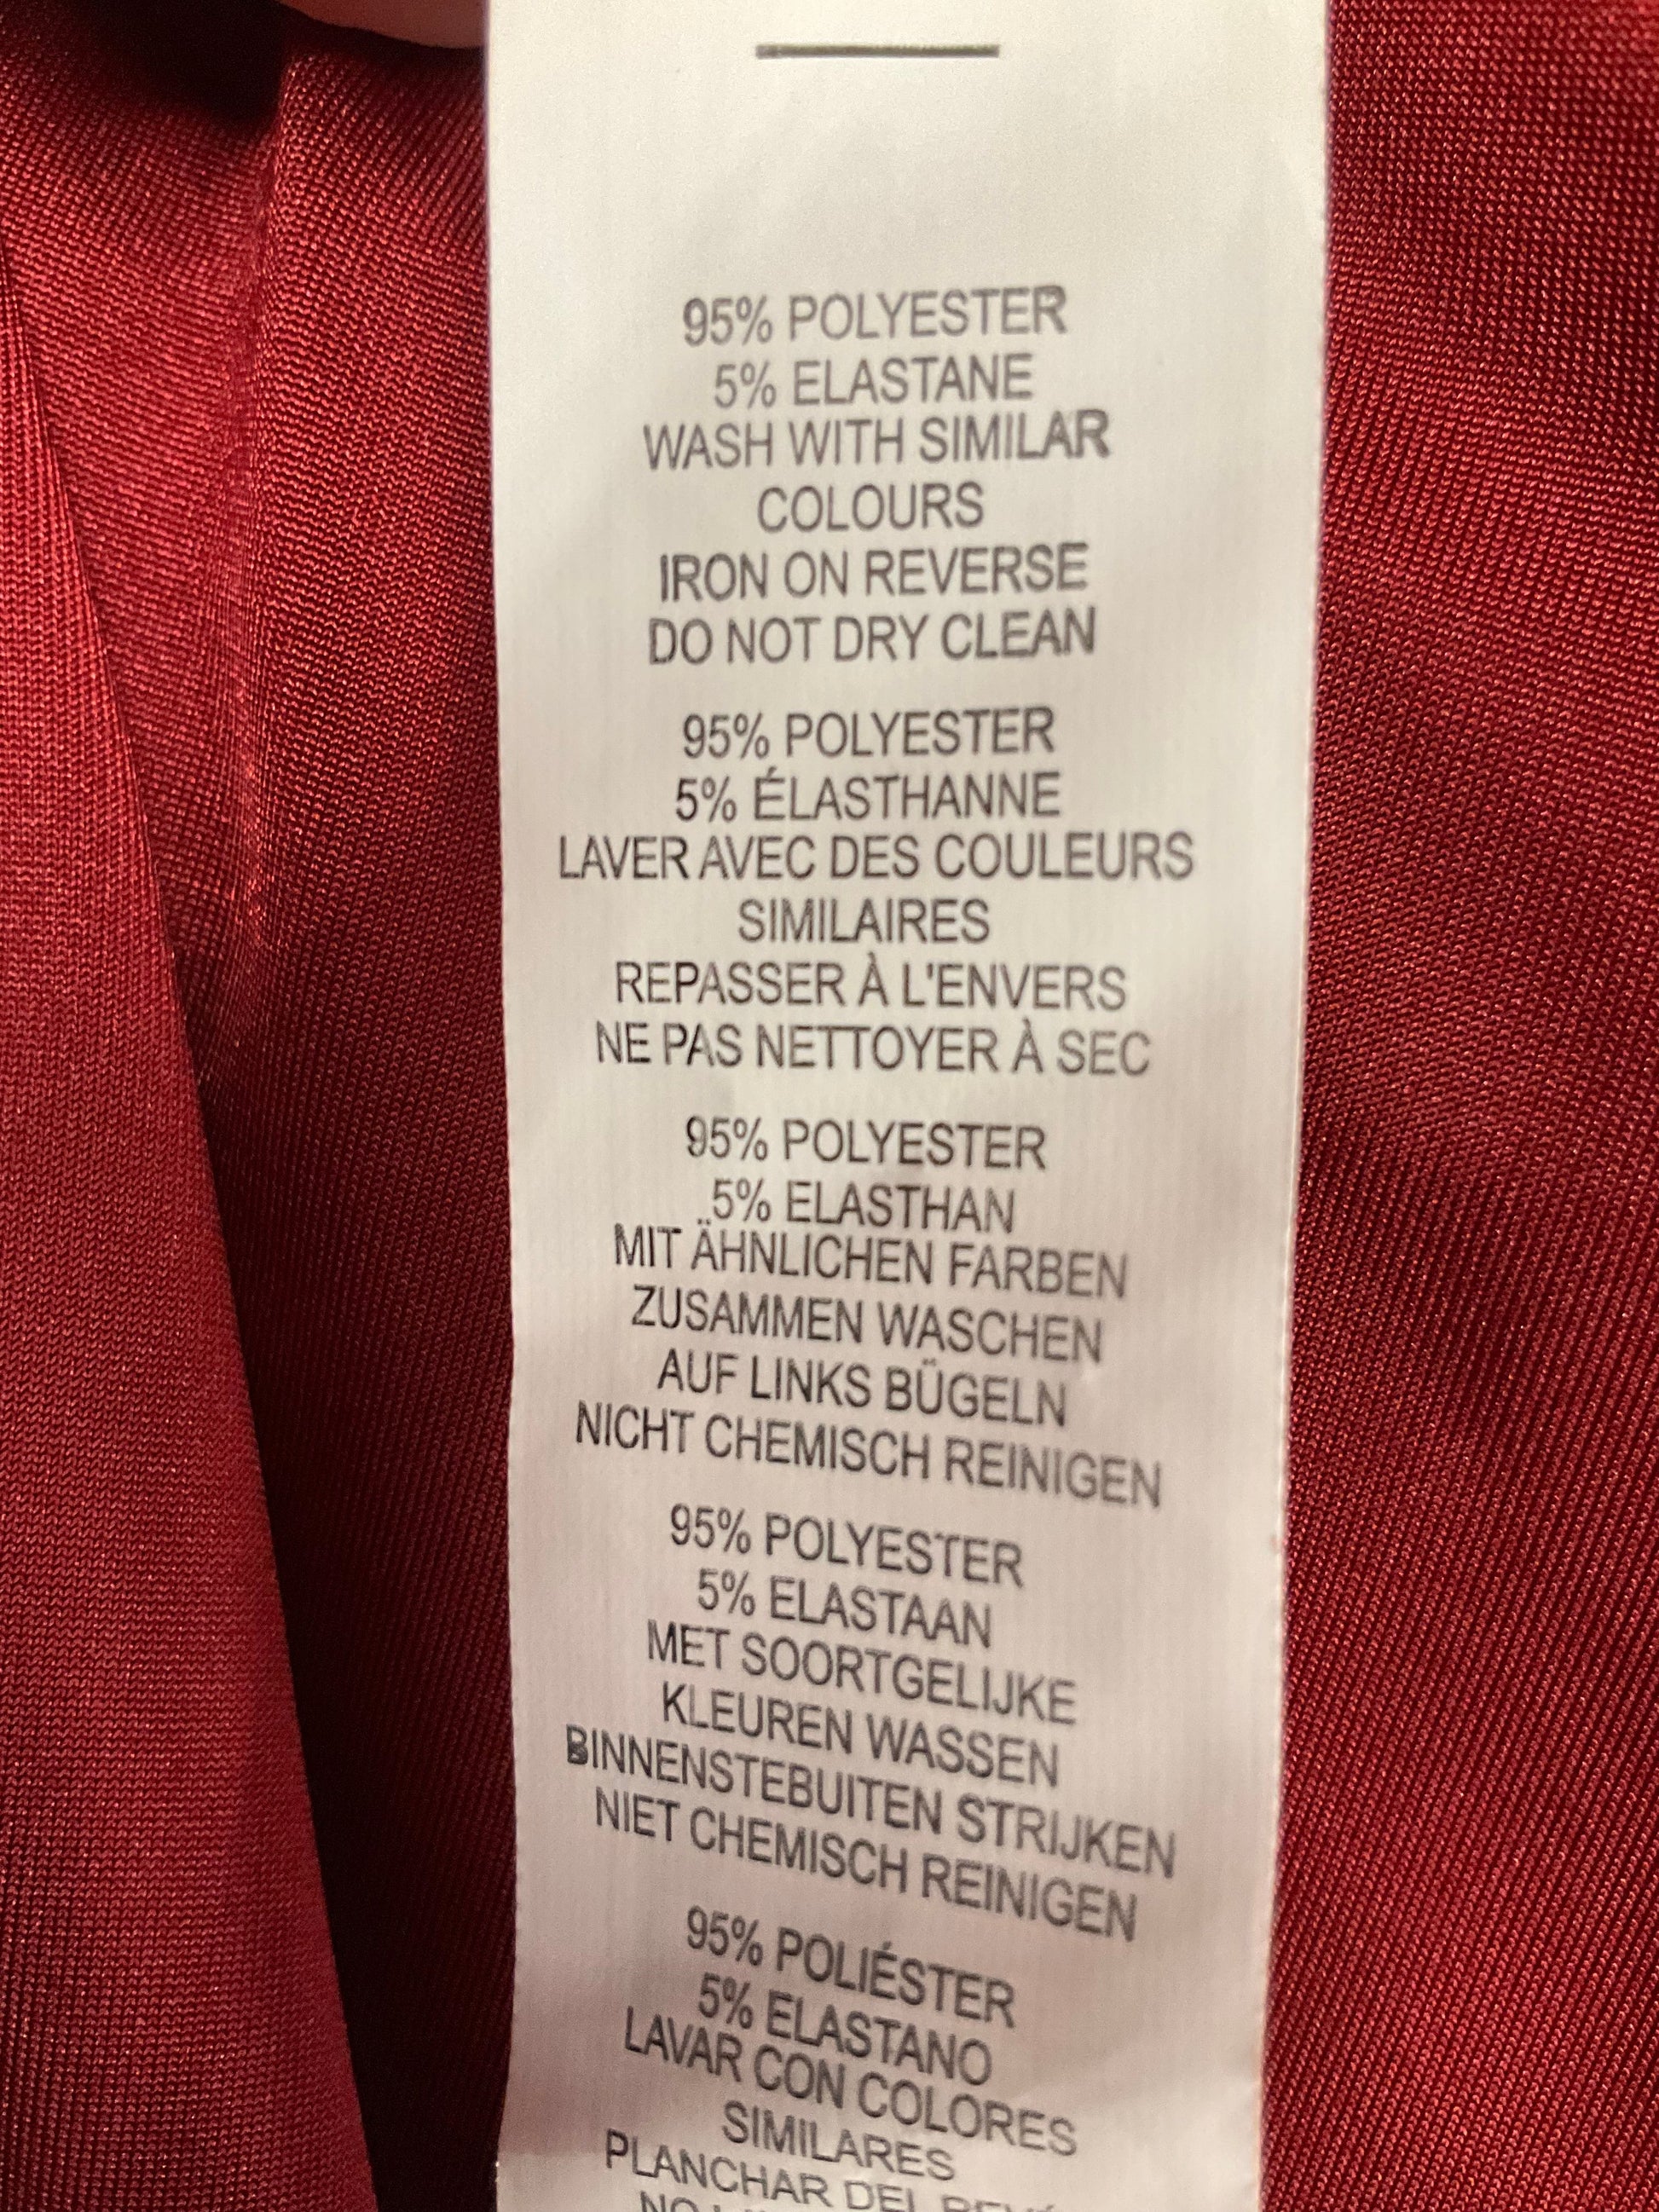 95% POLYESTER
5% ELASTANE
WASH WITH SIMILAR
COLOURS
IRON ON REVERSE
DO NOT DRY CLEAN
95% POLYESTER
5% ÉLASTHANNE
LAVER AVEC DES COULEURS
SIMILAIRES
REPASSER À L'ENVERS
NE PAS NETTOYER À SEC
95% POLYESTER
5% ELASTHAN
MIT ÄHNLICHEN FARBEN
ZUSAMMEN WASCHEN
AUF LINKS BÜGELN
NICHT CHEMISCH REINIGEN
95% POLYESTER
5% ELASTAAN
MET SOORTGELIJKE
KLEUREN WASSEN
BINNENSTEBUITEN STRIJKEN
NIET CHEMISCH REINIGEN
95% POLIÉSTER
5% ELASTANO
LAVAR CON COLORES
SIMILARES
PLANCHAR DEL